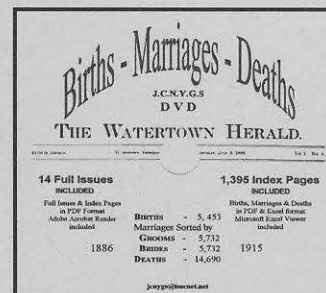 Births - Marriages - Deaths
J.C.N.Y.G.S
DVD
THE WATERTOWN HERALD.
14 Full Issues
INCLUDED
Full Issues & Index Pages
in PDF Format
Adobe Acrobat Reader
included
1886
1,395 Index Pages
INCLUDED
Births, Marriages & Deaths
in PDF & Excel format
Microsoft Excel Viewer
included
1915
BIRTHS - 5,453
Marriages Sorted by
GROOMS - 5,732
BRIDES - 5,732
DEATHS - 14,690